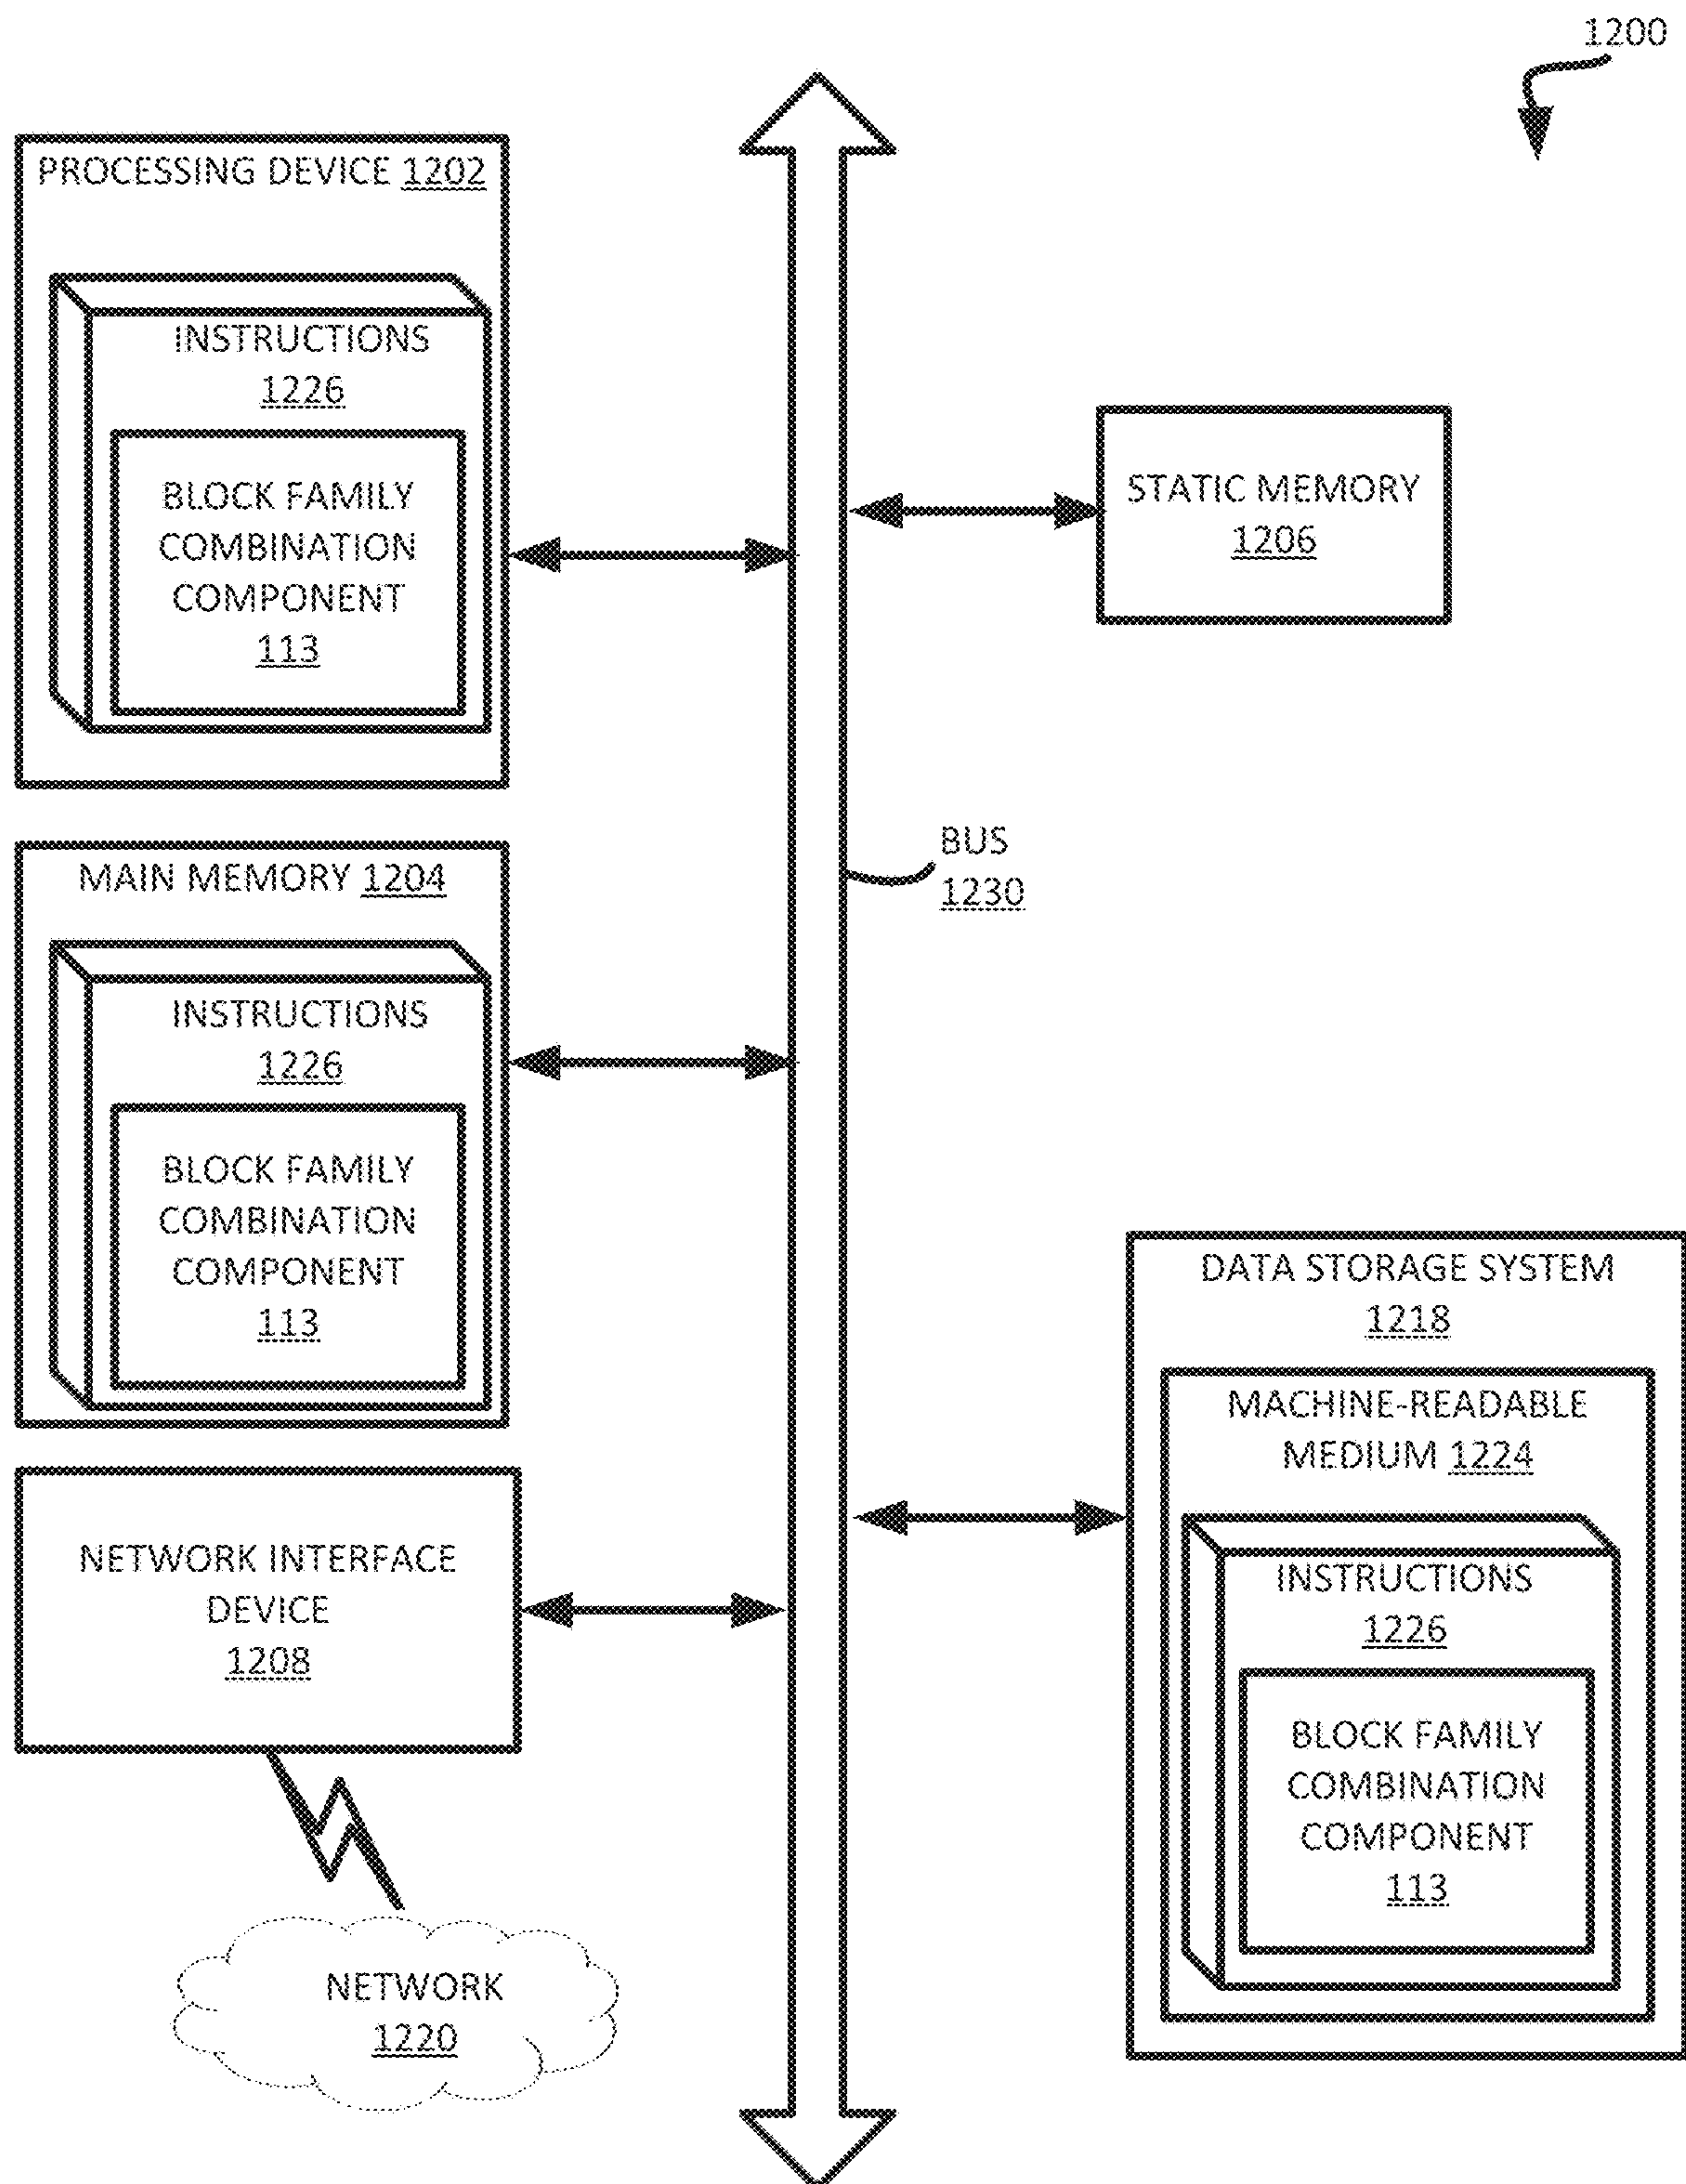 1200
PROCESSING DEVICE 1202
INSTRUCTIONS
1226
BLOCK FAMILY
COMBINATION
COMPONENT
113
STATIC MEMORY
1206
BUS
1230
MAIN MEMORY 1204
INSTRUCTIONS
1226
BLOCK FAMILY
COMBINATION
COMPONENT
113
DATA STORAGE SYSTEM
1218
MACHINE-READABLE
MEDIUM 1224
INSTRUCTIONS
1226
BLOCK FAMILY
COMBINATION
COMPONENT
113
NETWORK INTERFACE
DEVICE
1208
NETWORK
1220